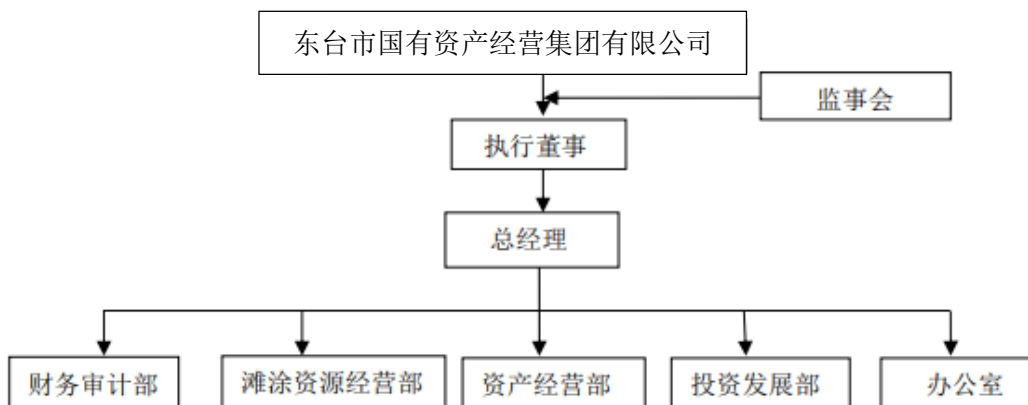 东台市国有资产经营集团有限公司
监事会
执行董事
总经理
财务审计部
滩涂资源经营部
资产经营部
投资发展部
办公室